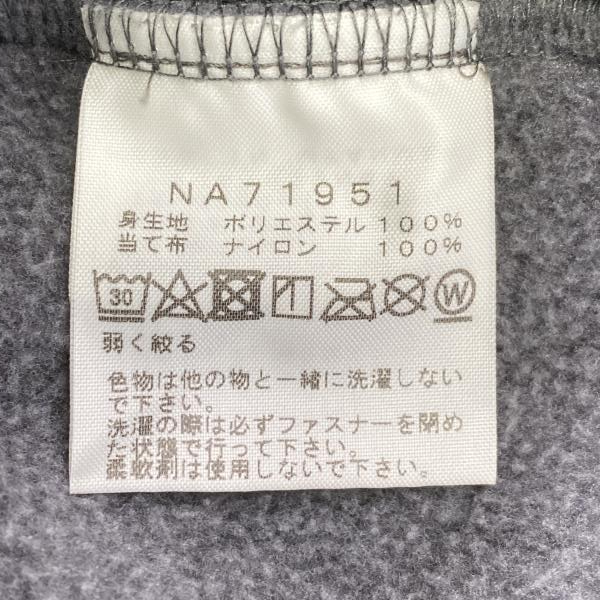 NA71951
身生地 ポリエステル 100%
当て布 ナイロン 100%
30 W
弱く絞る
色物は他の物と一緒に洗濯しない
で下さい。
洗濯の際は必ずファスナーを閉め
た状態で行って下さい。
柔軟剤は使用しないで下さい。